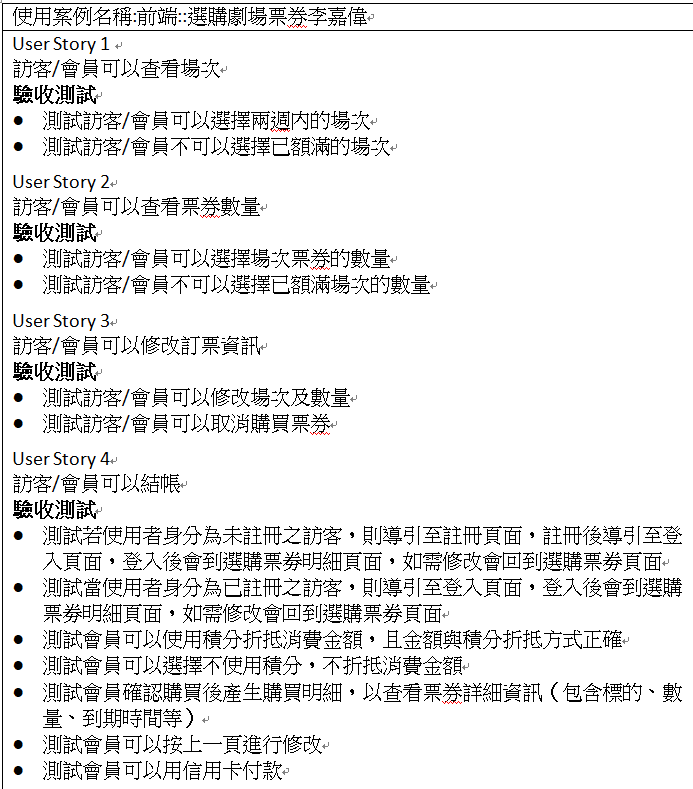 使用案例名稱:前端::選購劇場票券李嘉偉
User Story 1
訪客/會員可以查看場次
驗收測試
● 測試訪客/會員可以選擇兩週內的場次
● 測試訪客/會員不可以選擇已額滿的場次
User Story 2
訪客/會員可以查看票券數量
驗收測試
● 測試訪客/會員可以選擇場次票券的數量
● 測試訪客/會員不可以選擇已額滿場次的數量
User Story 3
訪客/會員可以修改訂票資訊
驗收測試
● 測試訪客/會員可以修改場次及數量
● 測試訪客/會員可以取消購買票券
User Story 4
訪客/會員可以結帳
驗收測試
● 測試若使用者身分為未註冊之訪客，則導引至註冊頁面，註冊後導引至登
入頁面，登入後會到選購票券明細頁面，如需修改會回到選購票券頁面
● 測試當使用者身分為已註冊之訪客，則導引至登入頁面，登入後會到選購
票券明細頁面，如需修改會回到選購票券頁面
● 測試會員可以使用積分折抵消費金額，且金額與積分折抵方式正確
● 測試會員可以選擇不使用積分，不折抵消費金額
● 測試會員確認購買後產生購買明細，以查看票券詳細資訊（包含標的、數
量、到期時間等）
● 測試會員可以按上一頁進行修改
● 測試會員可以用信用卡付款